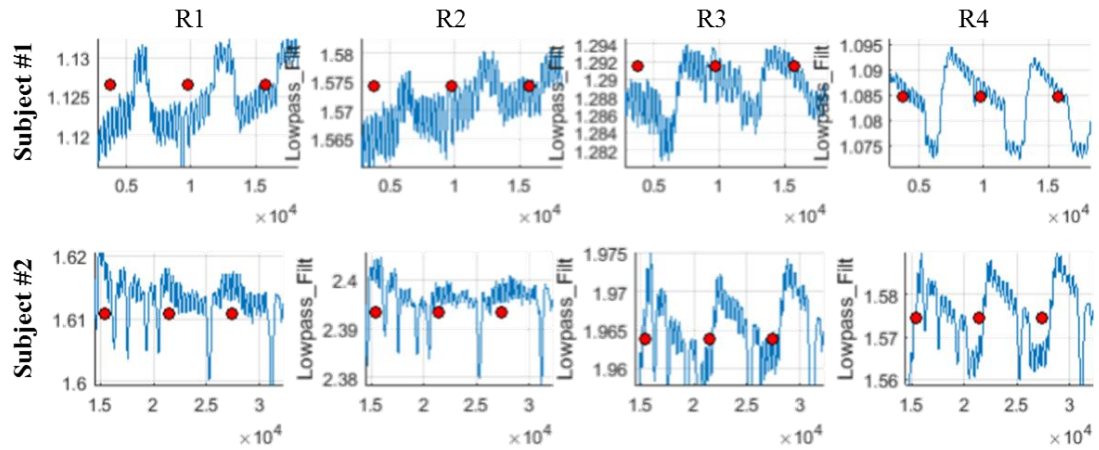 R1 R2 R3 R4
Subject #1
1.13
1.125
1.12
0.5 1 1.5
×10⁴
Lowpass_Filt
1.58
1.575
1.57
1.565
0.5 1 1.5
×10⁴
Lowpass_Filt
1.294
1.292
1.29
1.288
1.286
1.284
1.282
0.5 1 1.5
×10⁴
Lowpass_Filt
1.095
1.09
1.085
1.08
1.075
0.5 1 1.5
×10⁴
Subject #2
1.62
1.61
1.6
1.5 2 2.5 3
×10⁴
Lowpass_Filt
2.4
2.39
2.38
1.5 2 2.5 3
×10⁴
Lowpass_Filt
1.975
1.97
1.965
1.96
1.5 2 2.5 3
×10⁴
Lowpass_Filt
1.58
1.57
1.56
1.5 2 2.5 3
×10⁴